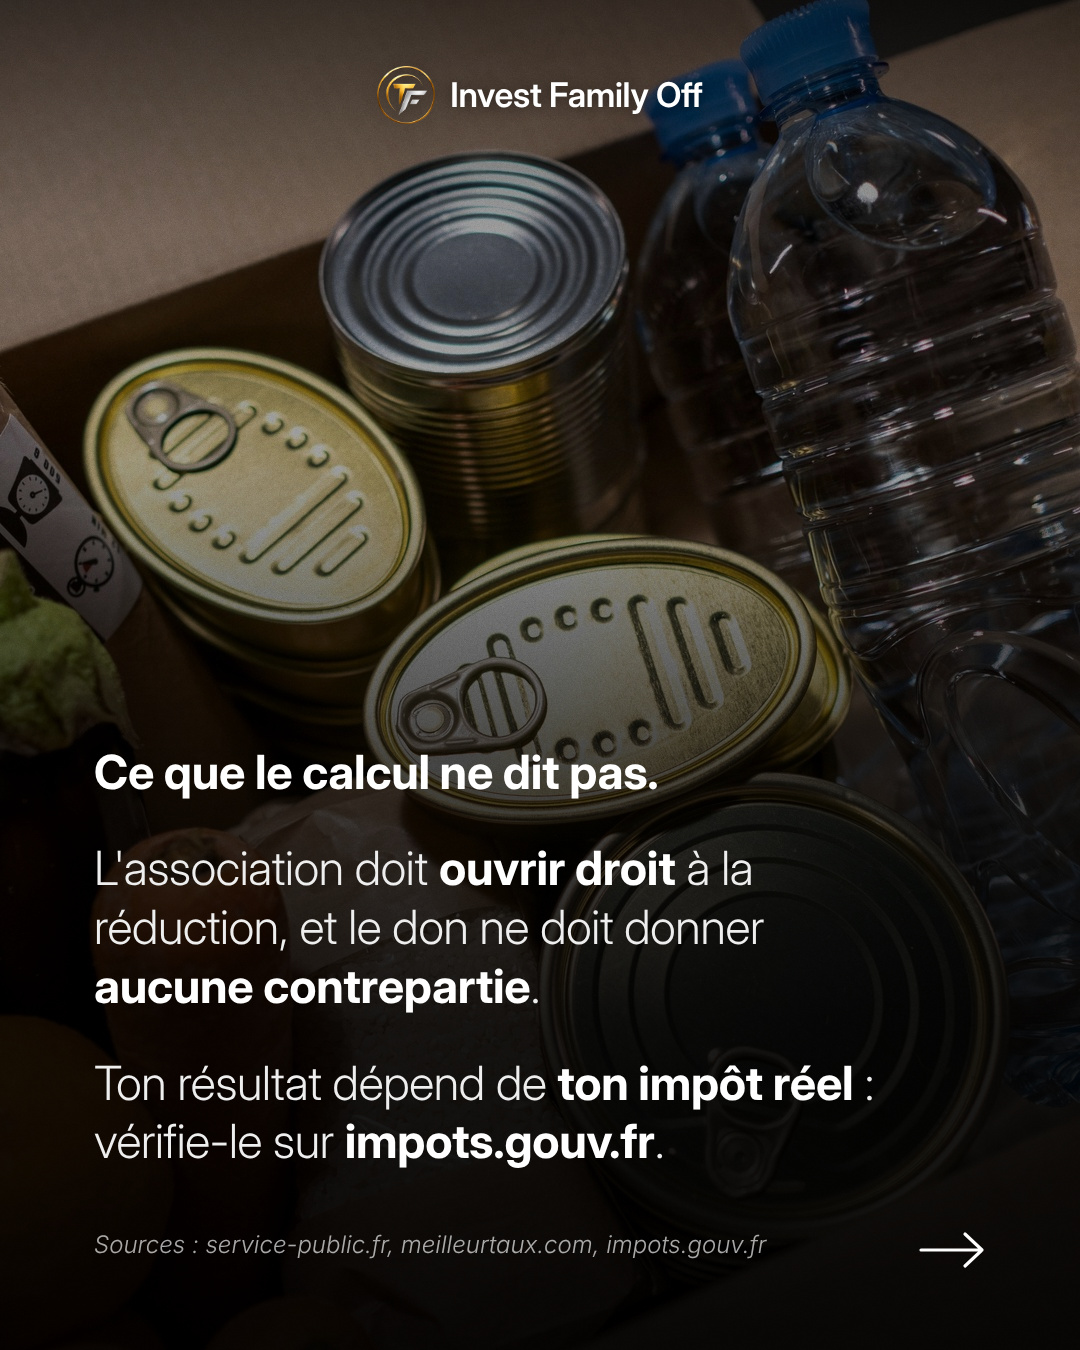 TF Invest Family Off
Ce que le calcul ne dit pas.
L'association doit ouvrir droit à la
réduction, et le don ne doit donner
aucune contrepartie.
Ton résultat dépend de ton impôt réel :
vérifie-le sur impots.gouv.fr.
Sources : service-public.fr, meilleurtaux.com, impots.gouv.fr